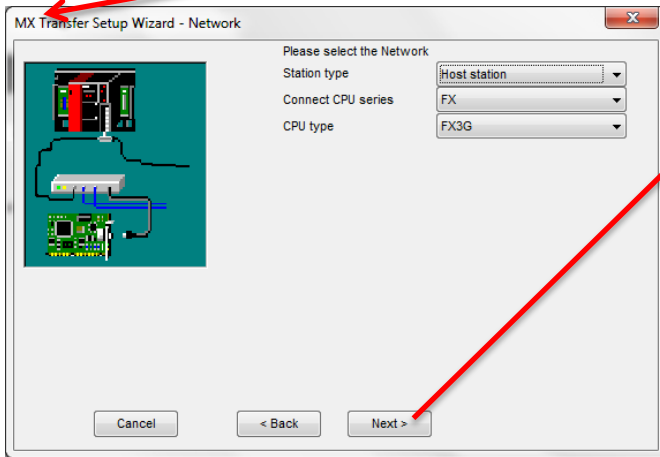 MX Transfer Setup Wizard - Network
Please select the Network
Station type Host station
Connect CPU series FX
CPU type FX3G
Cancel < Back Next >